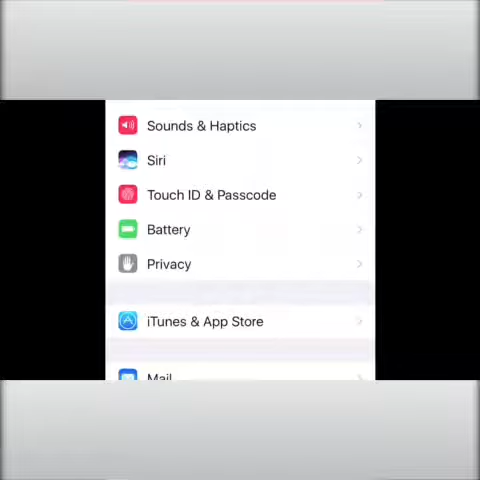 Sounds & Haptics
Siri
Touch ID & Passcode
Battery
Privacy
iTunes & App Store
Mail